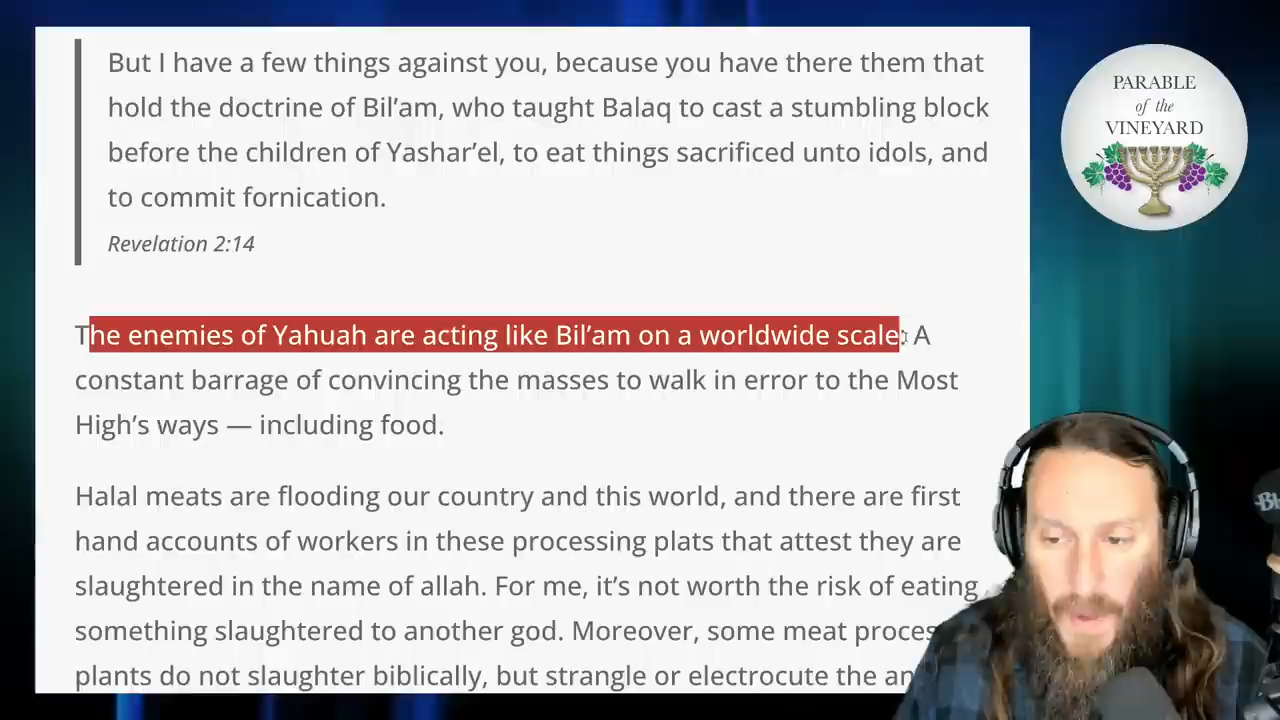 But I have a few things against you, because you have there them that
hold the doctrine of Bil’am, who taught Balaq to cast a stumbling block
before the children of Yashar’el, to eat things sacrificed unto idols, and
to commit fornication.
Revelation 2:14
The enemies of Yahuah are acting like Bil’am on a worldwide scale: A
constant barrage of convincing the masses to walk in error to the Most
High’s ways — including food.
Halal meats are flooding our country and this world, and there are first
hand accounts of workers in these processing plats that attest they are
slaughtered in the name of allah. For me, it’s not worth the risk of eating
something slaughtered to another god. Moreover, some meat
plants do not slaughter biblically, but strangle or electrocute the
PARABLE
of the
VINEYARD